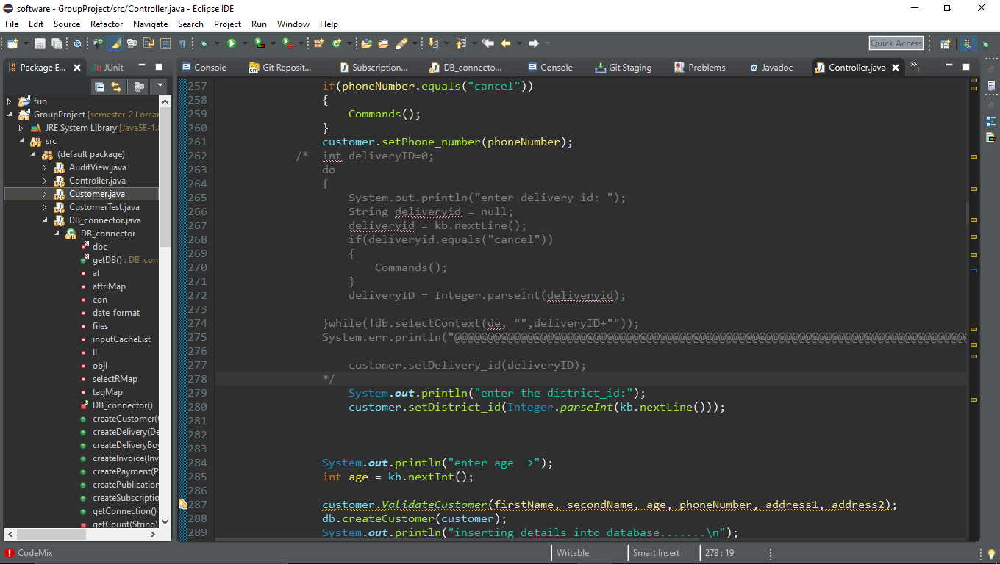 software - GroupProject/src/Controller.java - Eclipse IDE
File Edit Source Refactor Navigate Search Project Run Window Help
Quick Access
Package E... JUnit
Console Git Reposit... Subscription... DB_connecto... Console Git Staging Problems Javadoc Controller.java »1
fun
GroupProject [semester-2 Lorcar
JRE System Library [JavaSE-1.8
src
(default package)
AuditView.java
Controller.java
Customer.java
CustomerTest.java
DB_connector.java
DB_connector
dbc
getDB() : DB_con
al
attriMap
con
date_format
files
inputCacheList
ll
objl
selectRMap
tagMap
DB_connector()
createCustomer(
createDelivery(De
createDeliveryBoy
createInvoice(Inv
createPayment(P
createPublication
createSubscriptio
getConnection()
getCount(String)
257 if(phoneNumber.equals("cancel"))
258 {
259 Commands();
260 }
261 customer.setPhone_number(phoneNumber);
262 /* int deliveryID=0;
263 do
264 {
265 System.out.println("enter delivery id: ");
266 String deliveryid = null;
267 deliveryid = kb.nextLine();
268 if(deliveryid.equals("cancel"))
269 {
270 Commands();
271 }
272 deliveryID = Integer.parseInt(deliveryid);
273
274 }while(!db.selectContext(de, "",deliveryID+""));
275 System.err.println("@@@@@@@@@@@@@@@@@@@@@@@@@@@@@@@@@@@@@@@@@@@@@@@@@@@@@@@@@@@@@@@@@@@@@@@@@@@@@
276
277 customer.setDelivery_id(deliveryID);
278 */
279 System.out.println("enter the district_id:");
280 customer.setDistrict_id(Integer.parseInt(kb.nextLine()));
281
282
283
284 System.out.println("enter age  >");
285 int age = kb.nextInt();
286
287 customer.ValidateCustomer(firstName, secondName, age, phoneNumber, address1, address2);
288 db.createCustomer(customer);
289 System.out.println("inserting details into database.......\n");
CodeMix Writable Smart Insert 278 : 19